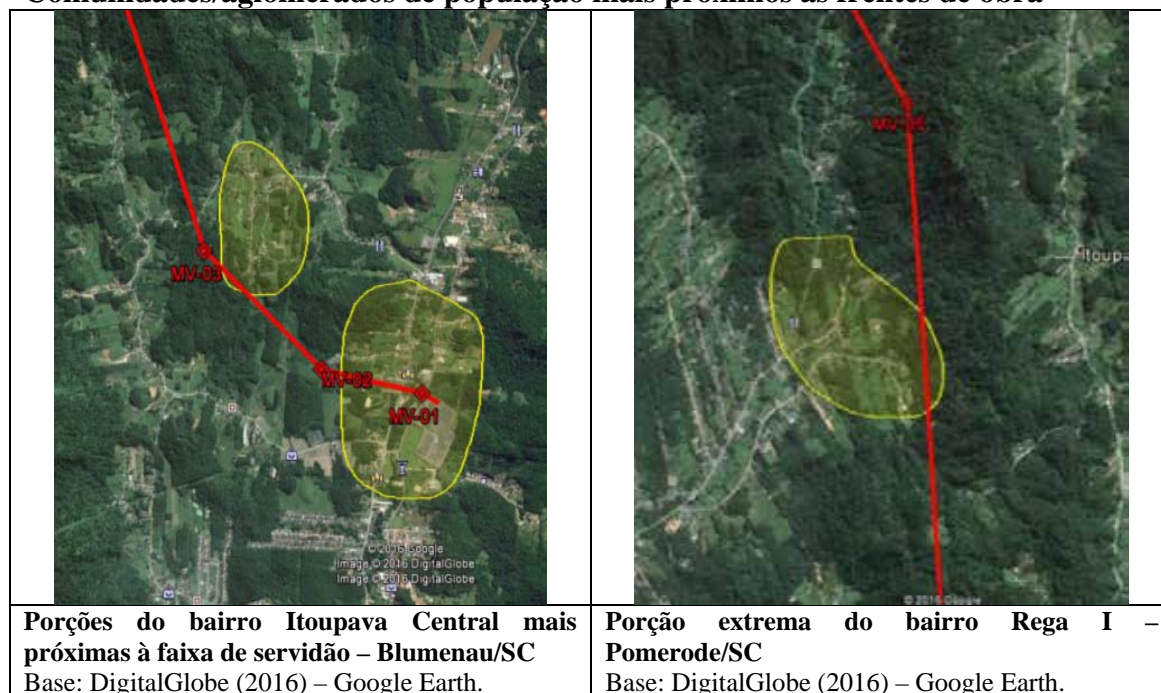 Comunidades/aglomerados de população mais próximos às frentes de obra
MV-03
MV-02
MV-01
© 2016 Google
Image © 2016 DigitalGlobe
Image © 2016 DigitalGlobe
Itoup
© 2016 Google
Porções do bairro Itoupava Central mais
próximas à faixa de servidão – Blumenau/SC
Base: DigitalGlobe (2016) – Google Earth.
Porção extrema do bairro Rega I –
Pomerode/SC
Base: DigitalGlobe (2016) – Google Earth.